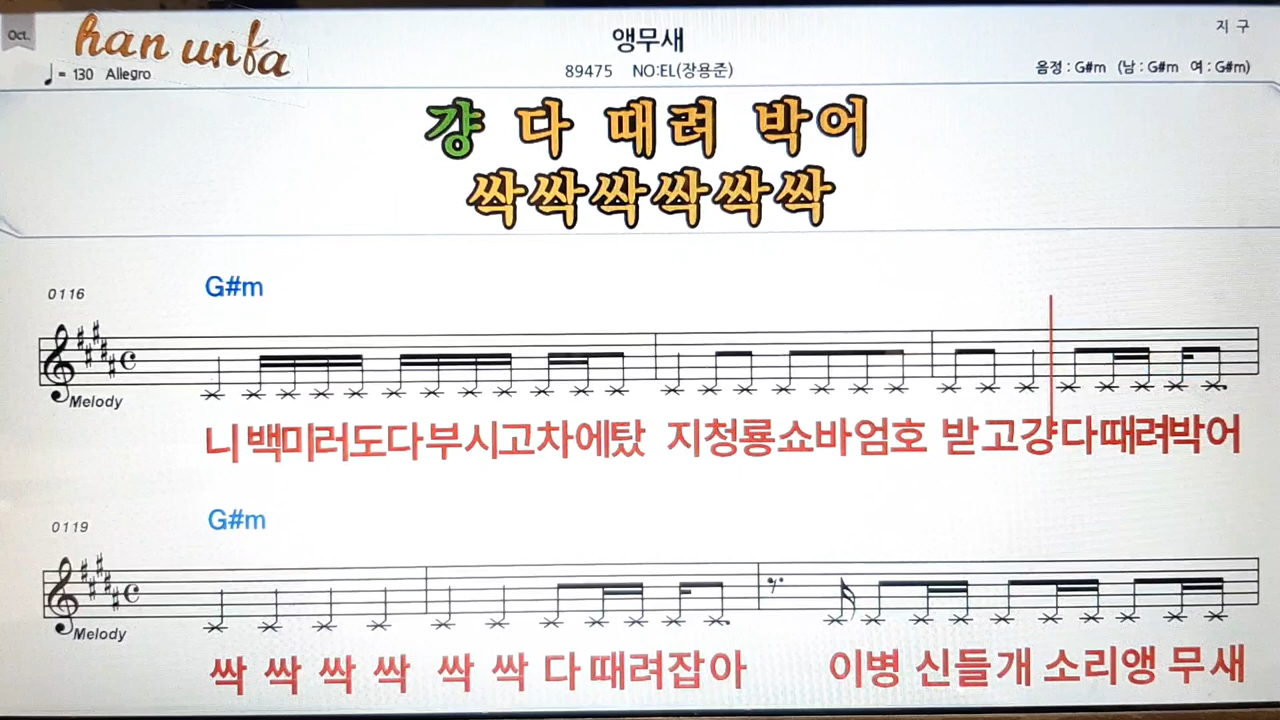 Oct.
han unfa
앵무새
지 구
♩ = 130 Allegro
89475 NO:EL(장용준)
음정 : G#m (남 : G#m 여 : G#m)
걍 다 때려 박어
싹싹싹싹싹싹
G#m
0116
Melody
니 백미러도다부시고차에탔 지청룡쇼바엄호 받고걍다때려박어
G#m
0119
Melody
싹 싹 싹 싹 싹 싹 다때려잡아 이병 신들개 소리앵 무새